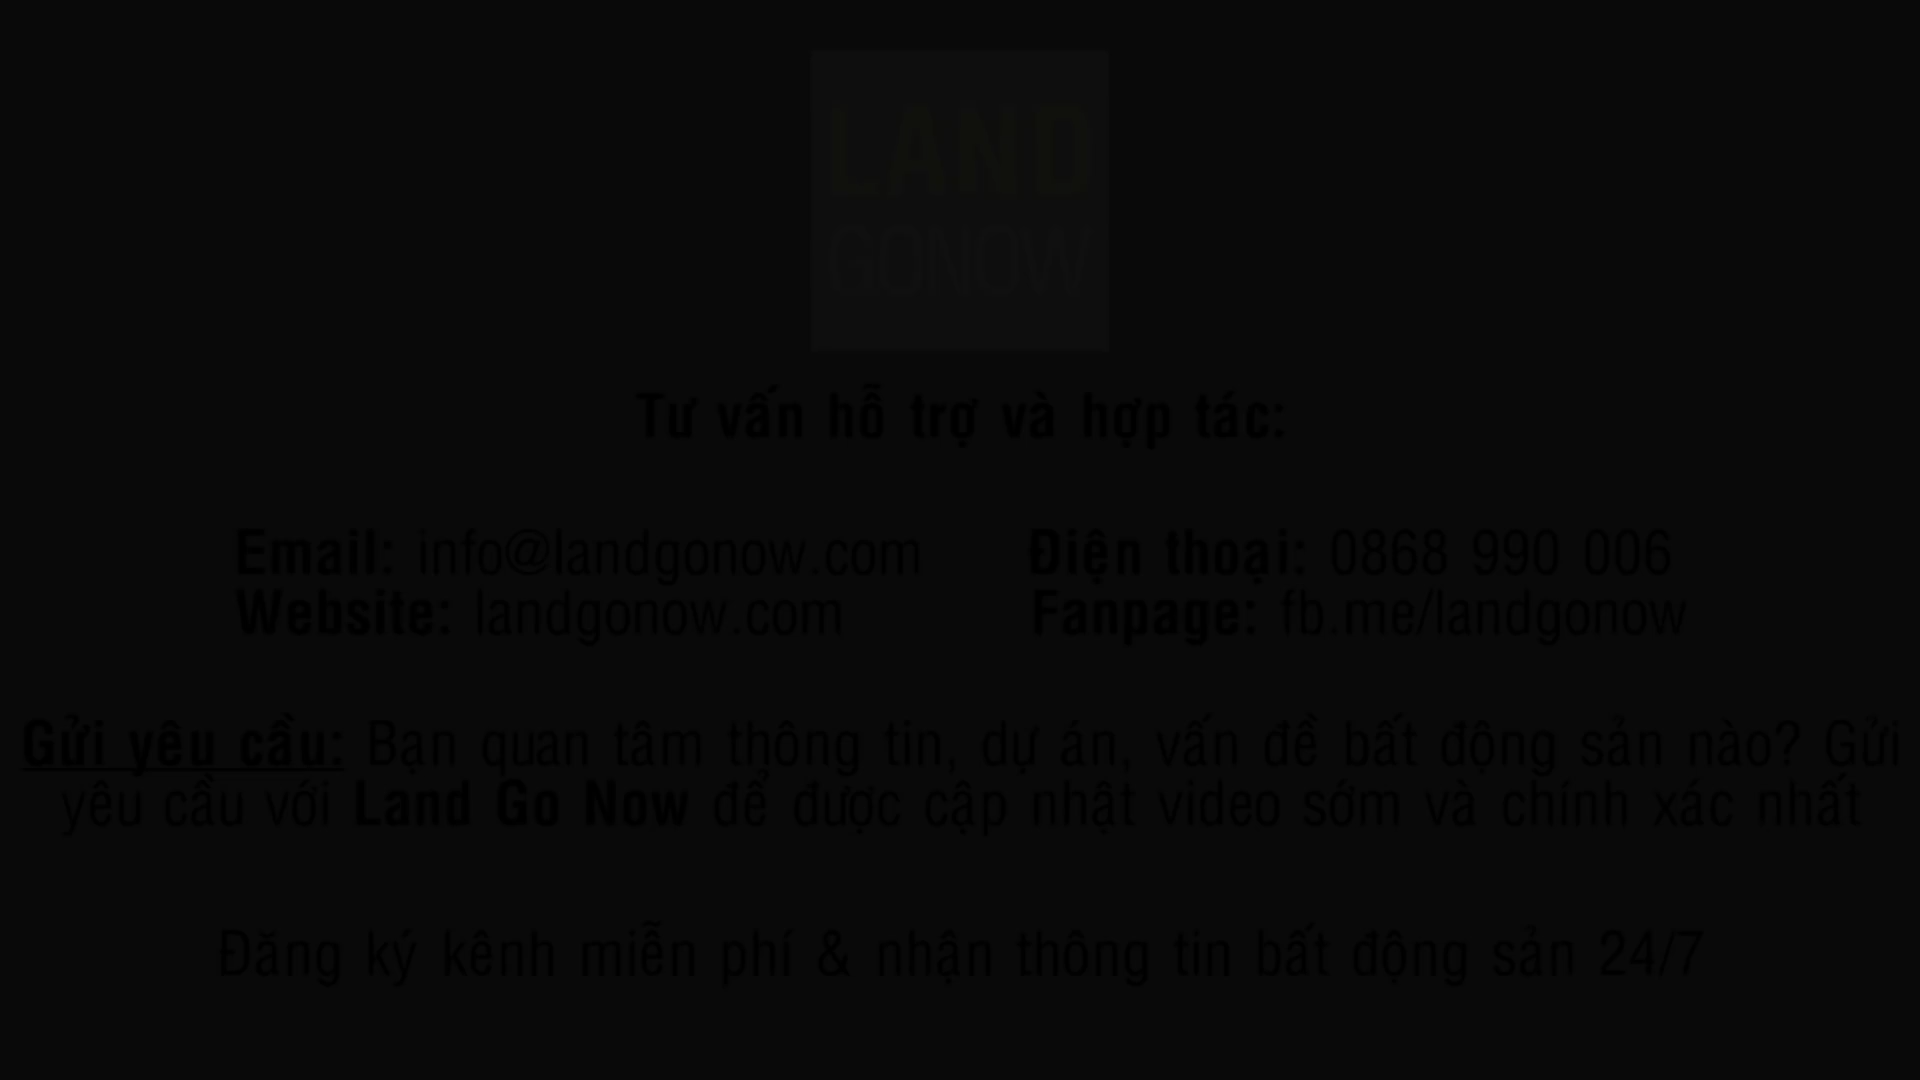 LAND
GONOW
Tư vấn hỗ trợ và hợp tác:
Email: info@landgonow.com Điện thoại: 0868 990 006
Website: landgonow.com Fanpage: fb.me/landgonow
Gửi yêu cầu: Bạn quan tâm thông tin, dự án, vấn đề bất động sản nào? Gửi
yêu cầu với Land Go Now để được cập nhật video sớm và chính xác nhất
Đăng ký kênh miễn phí & nhận thông tin bất động sản 24/7